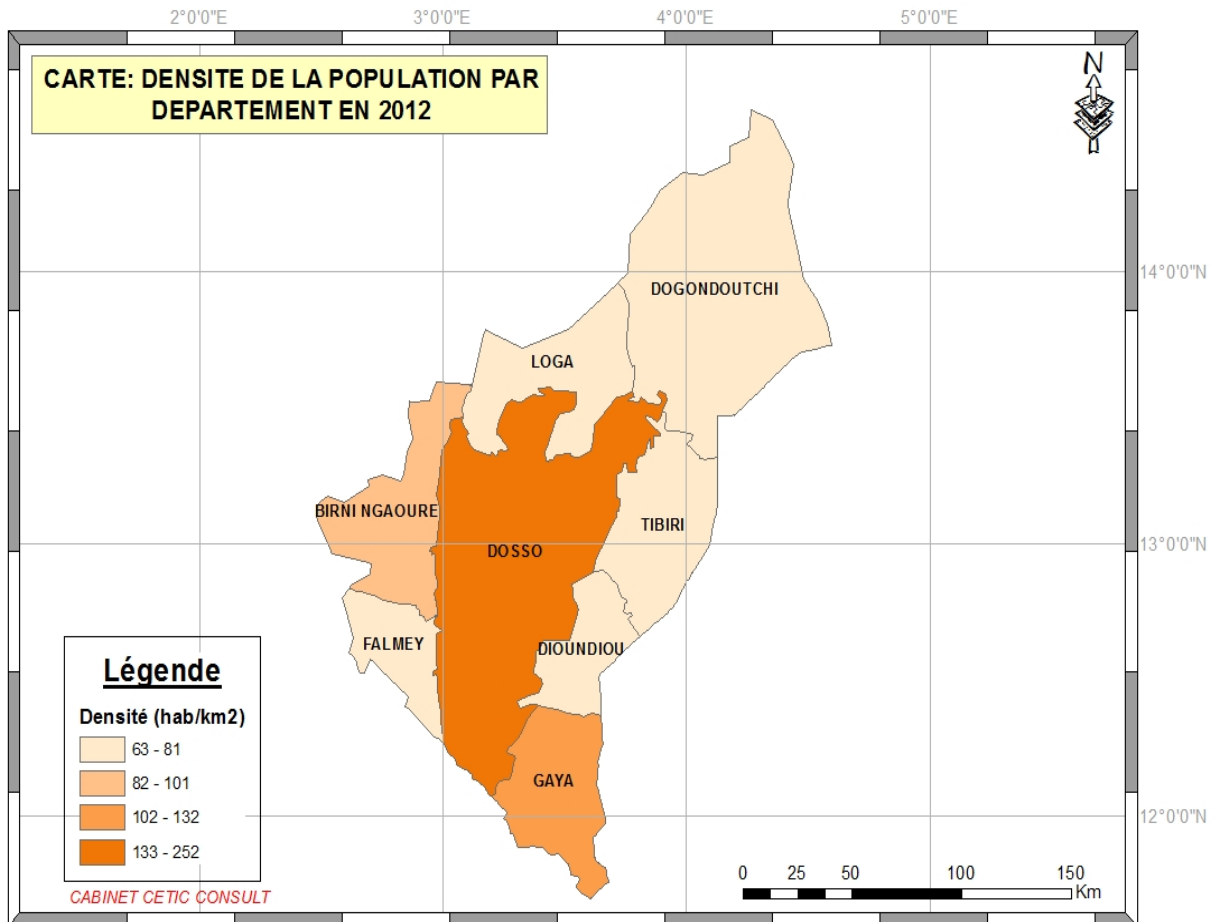 2°0'0"E
3°0'0"E
4°0'0"E
5°0'0"E
CARTE: DENSITE DE LA POPULATION PAR
DEPARTEMENT EN 2012
N
14°0'0"N
DOGONDOUTCHI
LOGA
BIRNI NGAOURE
TIBIRI
13°0'0"N
DOSSO
FALMEY
DIOUNDIOU
GAYA
12°0'0"N
Légende
Densité (hab/km2)
63 - 81
82 - 101
102 - 132
133 - 252
CABINET CETIC CONSULT
0 25 50 100 150
Km